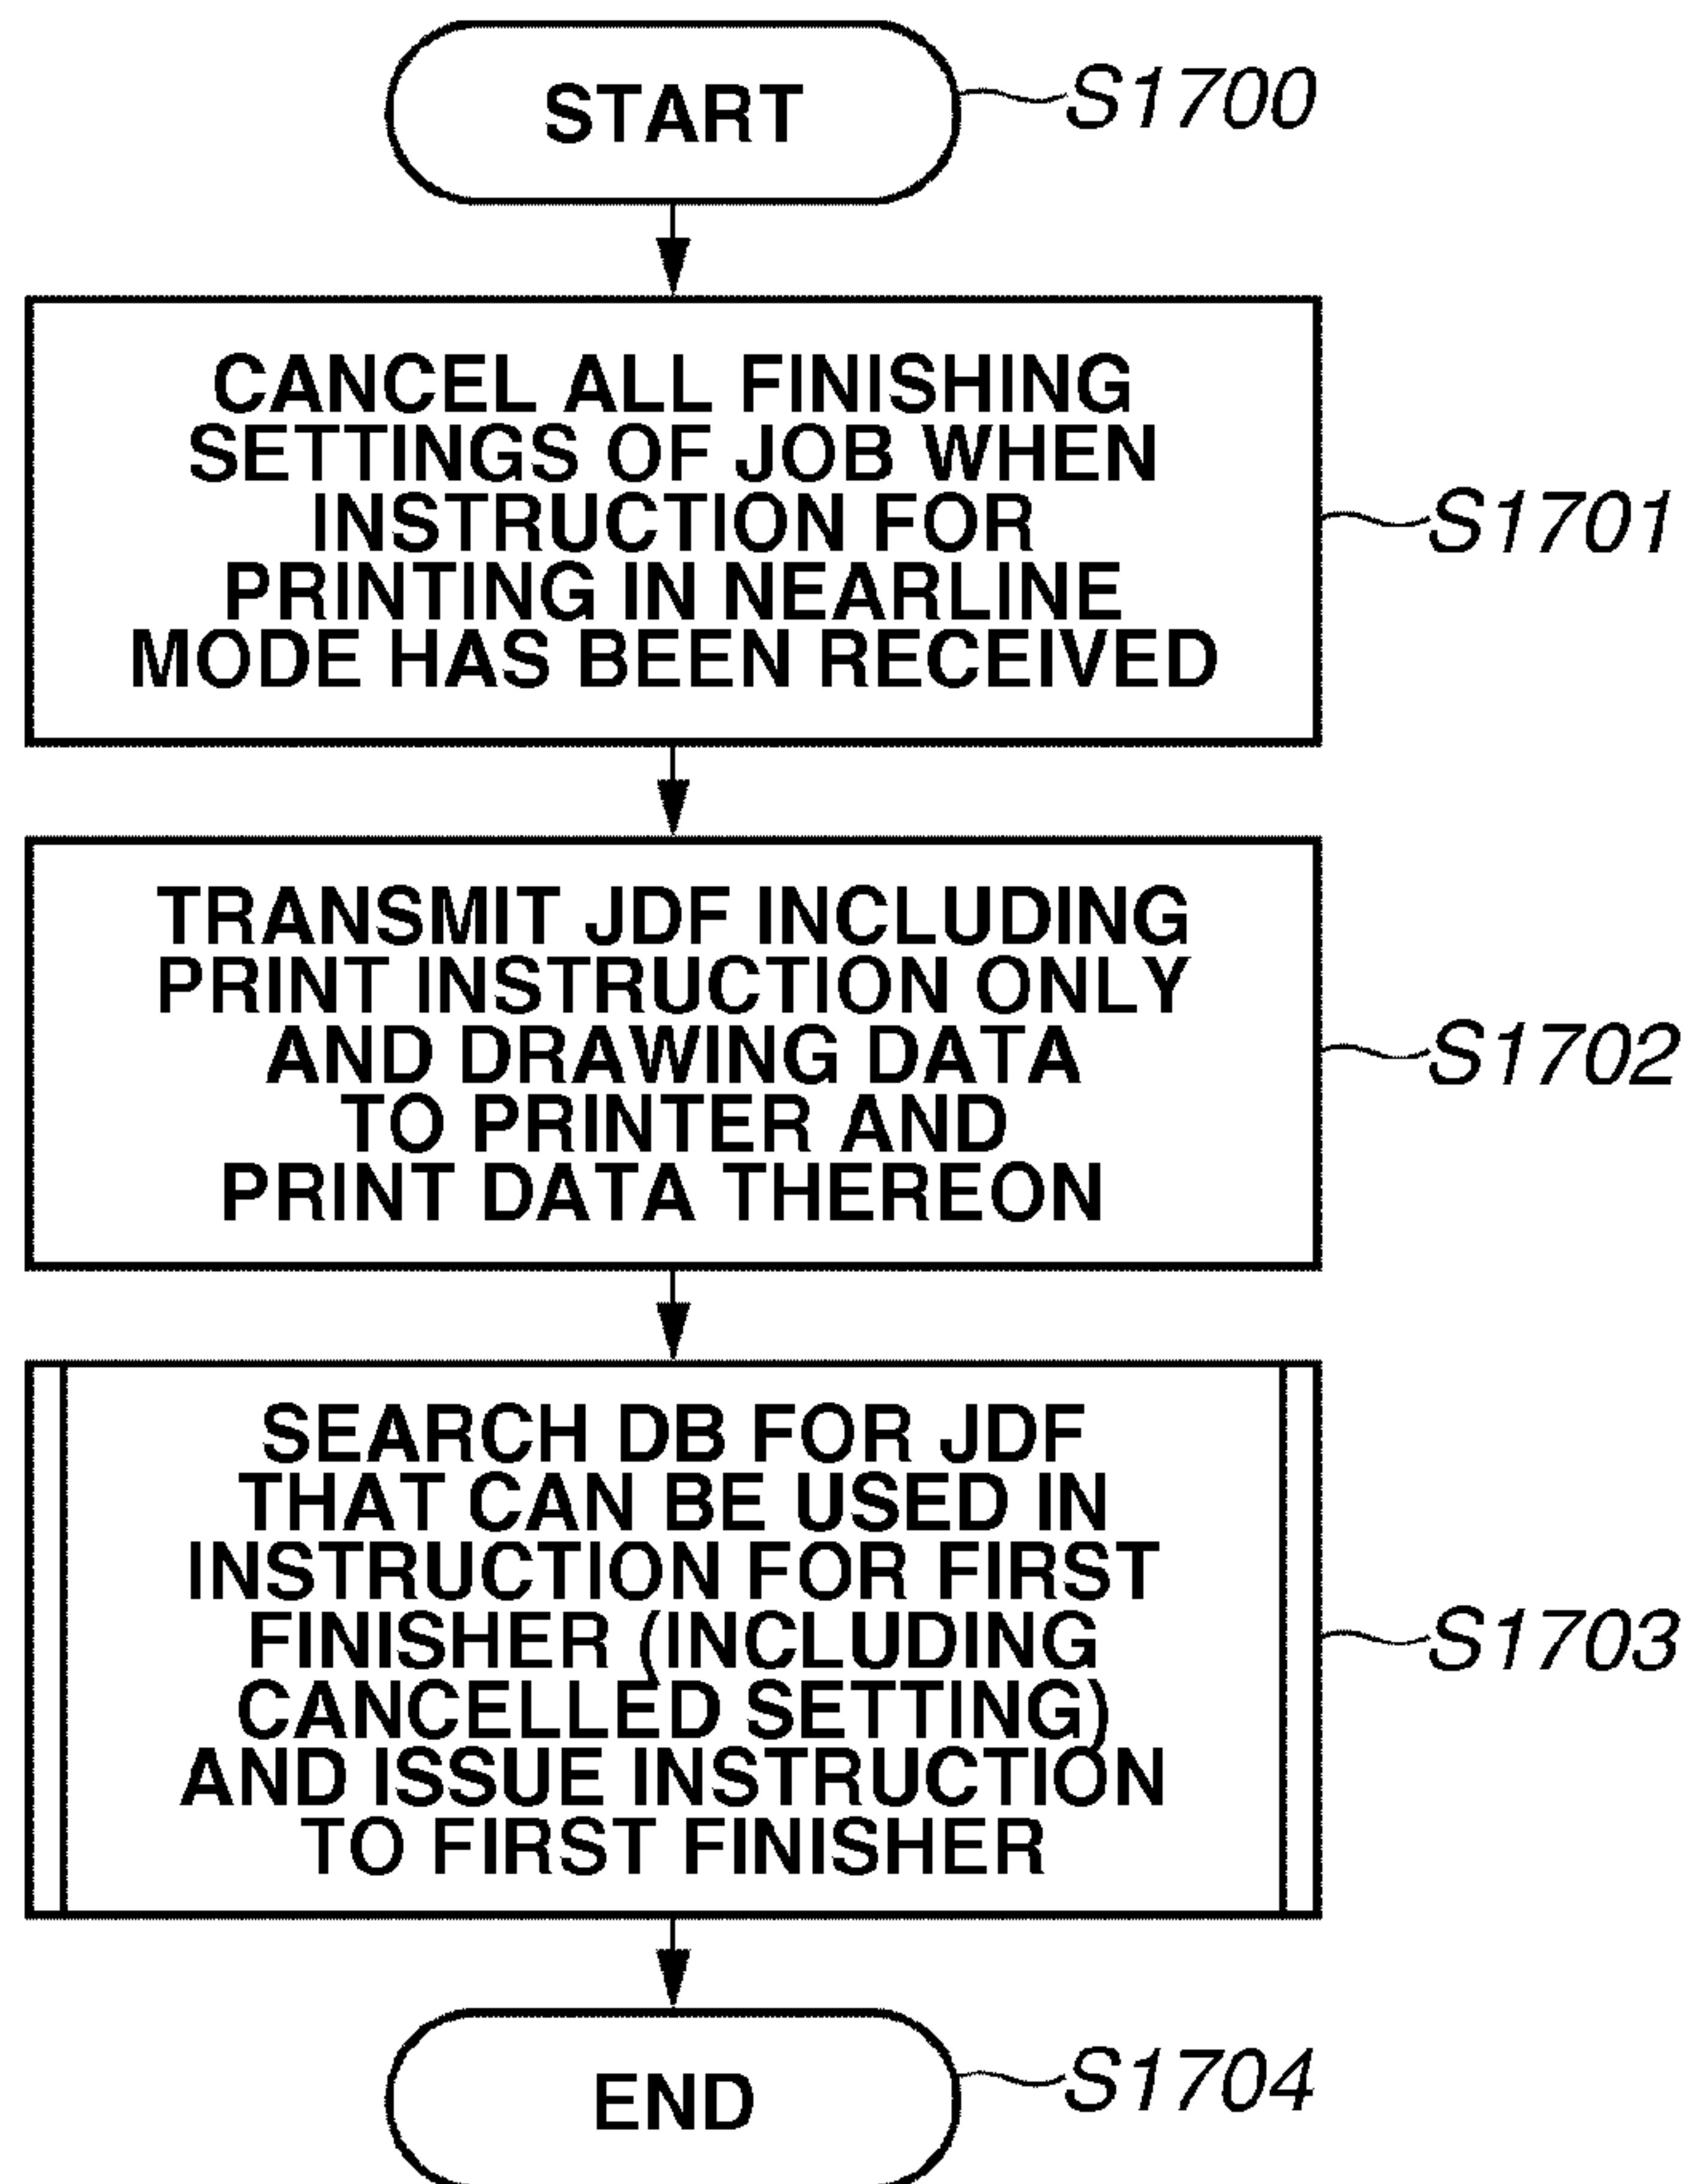 START
S1700
CANCEL ALL FINISHING
SETTINGS OF JOB WHEN
INSTRUCTION FOR
PRINTING IN NEARLINE
MODE HAS BEEN RECEIVED
S1701
TRANSMIT JDF INCLUDING
PRINT INSTRUCTION ONLY
AND DRAWING DATA
TO PRINTER AND
PRINT DATA THEREON
S1702
SEARCH DB FOR JDF
THAT CAN BE USED IN
INSTRUCTION FOR FIRST
FINISHER (INCLUDING
CANCELLED SETTING)
AND ISSUE INSTRUCTION
TO FIRST FINISHER
S1703
END
S1704